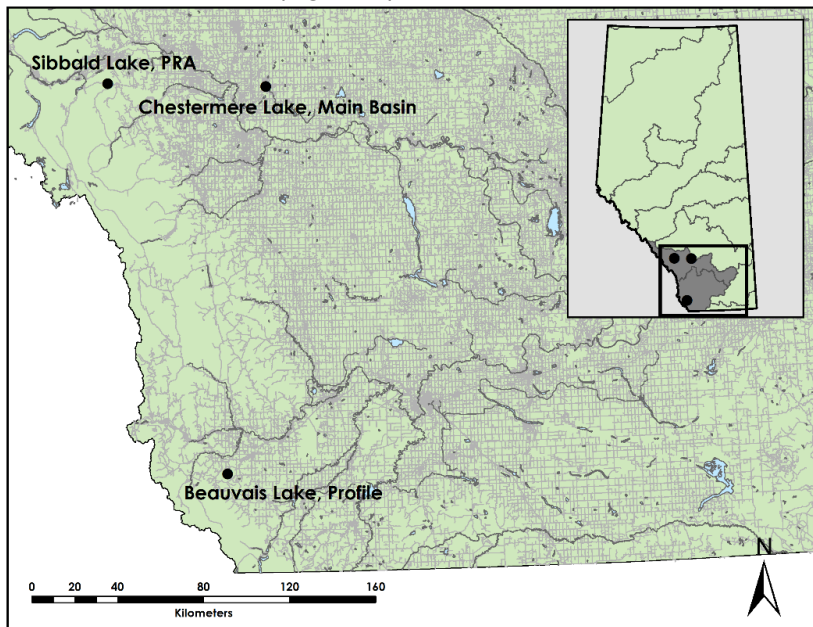 Sibbald Lake, PRA
Chestermere Lake, Main Basin
Beauvais Lake, Profile
N
0 20 40 80 120 160
Kilometers